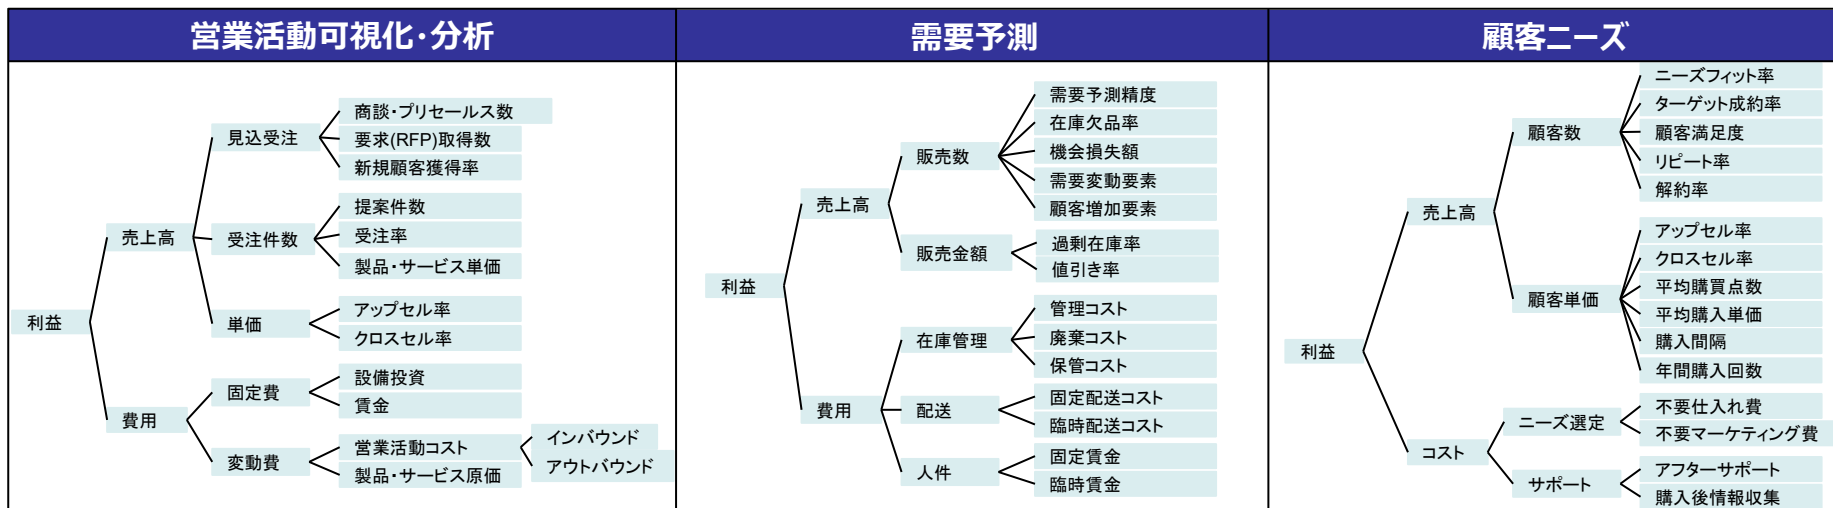 営業活動可視化・分析
利益
売上高
見込受注
商談・プリセールス数
要求(RFP)取得数
新規顧客獲得率
受注件数
提案件数
受注率
製品・サービス単価
単価
アップセル率
クロスセル率
費用
固定費
設備投資
賃金
変動費
営業活動コスト
インバウンド
アウトバウンド
製品・サービス原価
需要予測
利益
売上高
販売数
需要予測精度
在庫欠品率
機会損失額
需要変動要素
顧客増加要素
販売金額
過剰在庫率
値引き率
費用
在庫管理
管理コスト
廃棄コスト
保管コスト
配送
固定配送コスト
臨時配送コスト
人件
固定賃金
臨時賃金
顧客ニーズ
利益
売上高
顧客数
ニーズフィット率
ターゲット成約率
顧客満足度
リピート率
解約率
顧客単価
アップセル率
クロスセル率
平均購買点数
平均購入単価
購入間隔
年間購入回数
コスト
ニーズ選定
不要仕入れ費
不要マーケティング費
サポート
アフターサポート
購入後情報収集